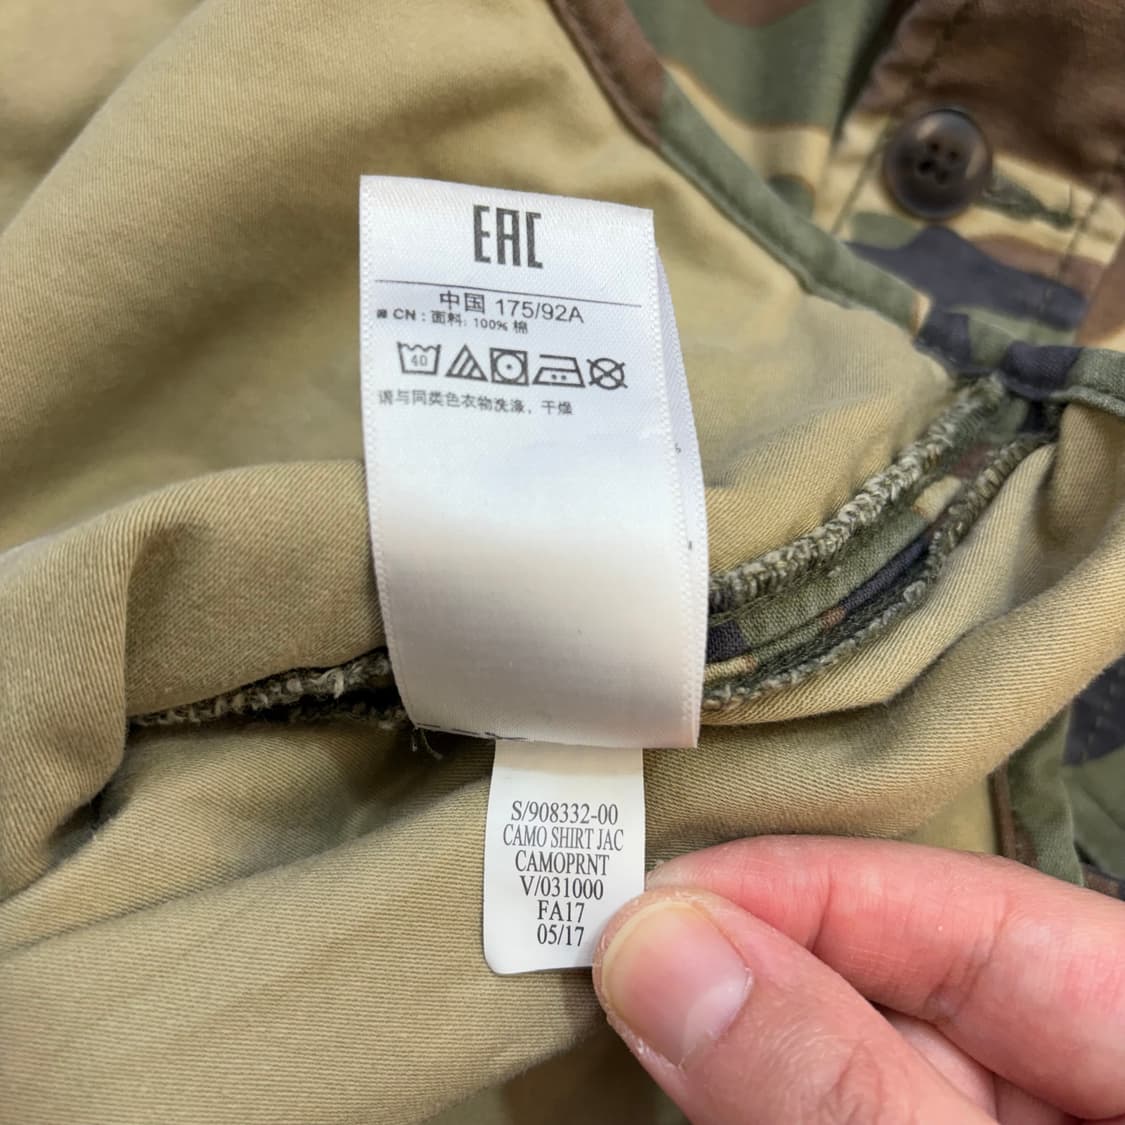 EAC
中国 175/92A
CN : 面料: 100% 棉
40
请与同类色衣物洗涤, 干燥
S/908332-00
CAMO SHIRT JAC
CAMOPRNT
V/031000
FA17
05/17